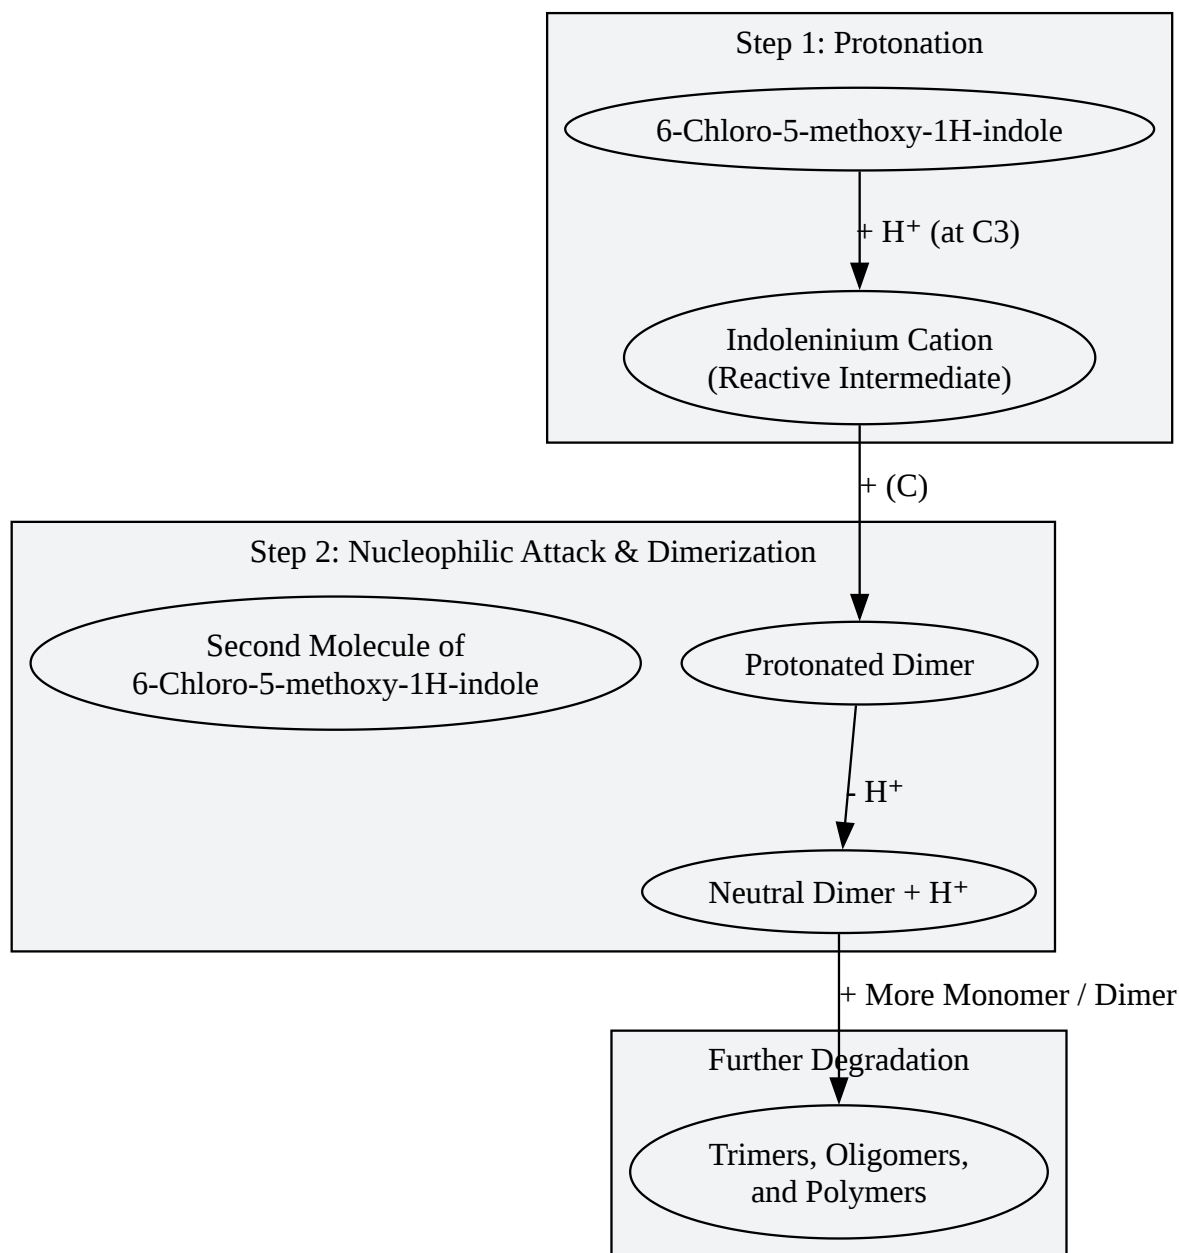 Step 1: Protonation
6-Chloro-5-methoxy-1H-indole
+ H⁺ (at C3)
Indoleninium Cation
(Reactive Intermediate)
+ (C)
Step 2: Nucleophilic Attack & Dimerization
Second Molecule of
6-Chloro-5-methoxy-1H-indole
Protonated Dimer
- H⁺
Neutral Dimer + H⁺
+ More Monomer / Dimer
Further Degradation
Trimers, Oligomers,
and Polymers